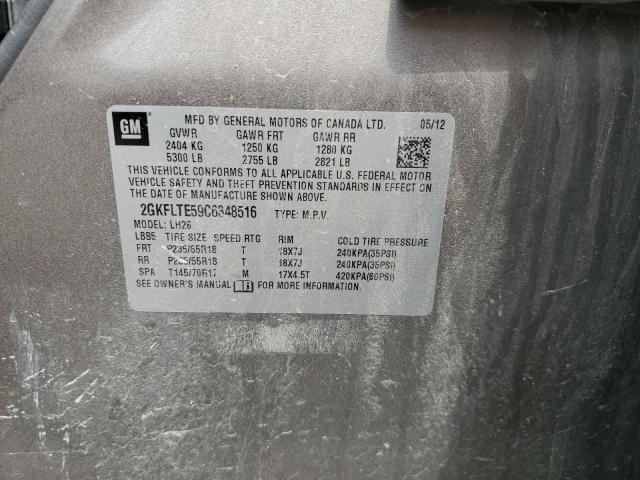 GM
MFD BY GENERAL MOTORS OF CANADA LTD. 05/12
GVWR GAWR FRT GAWR RR
2404 KG 1250 KG 1280 KG
5300 LB 2755 LB 2821 LB
THIS VEHICLE CONFORMS TO ALL APPLICABLE U.S. FEDERAL MOTOR
VEHICLE SAFETY AND THEFT PREVENTION STANDARDS IN EFFECT ON
THE DATE OF MANUFACTURE SHOWN ABOVE.
2GKFLTE59C6348516 TYPE: M.P.V.
MODEL: LH26
LBB5 TIRE SIZE SPEED RTG RIM COLD TIRE PRESSURE
FRT P235/55R18 T 18X7J 240KPA(35PSI)
RR P235/55R18 T 18X7J 240KPA(35PSI)
SPA T145/70R17 M 17X4.5T 420KPA(60PSI)
SEE OWNER'S MANUAL FOR MORE INFORMATION.